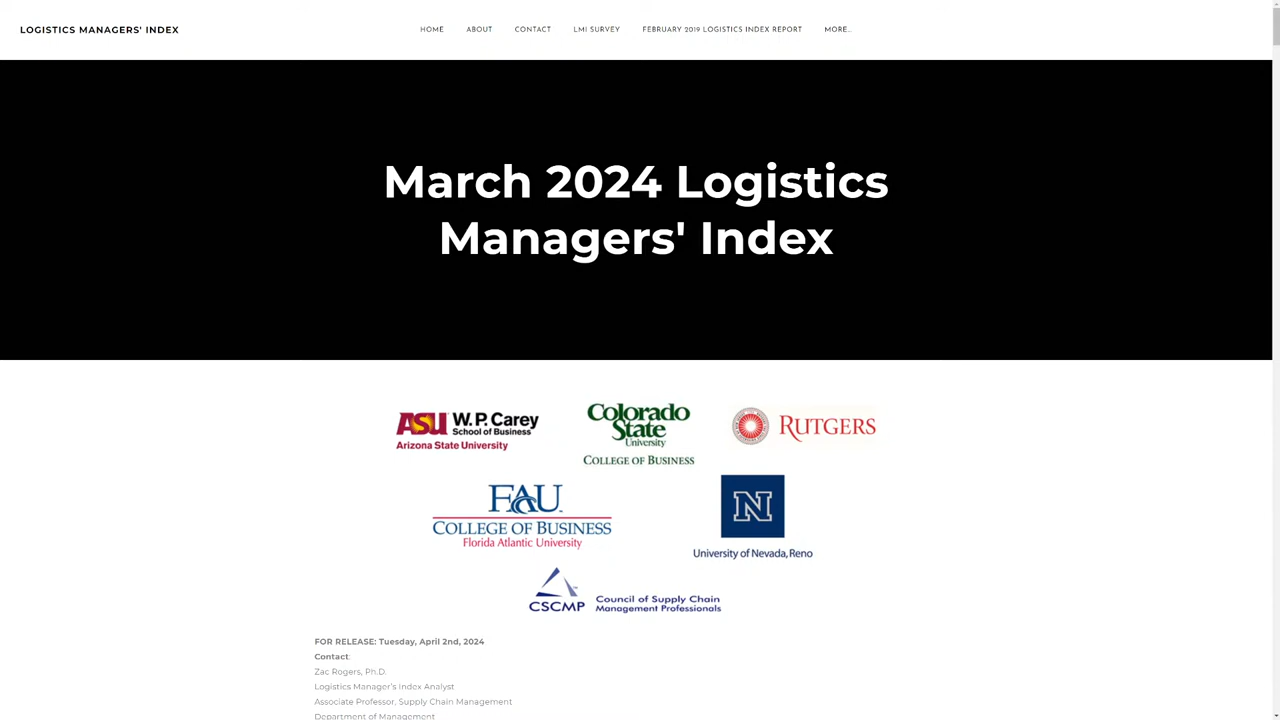 LOGISTICS MANAGERS' INDEX
HOME ABOUT CONTACT LMI SURVEY FEBRUARY 2019 LOGISTICS INDEX REPORT MORE...
March 2024 Logistics
Managers' Index
ASU W. P. Carey
School of Business
Arizona State University
Colorado
State
University
COLLEGE OF BUSINESS
RUTGERS
FAU
COLLEGE OF BUSINESS
Florida Atlantic University
N
University of Nevada, Reno
CSCMP Council of Supply Chain
Management Professionals
FOR RELEASE: Tuesday, April 2nd, 2024
Contact:
Zac Rogers, Ph.D.
Logistics Manager's Index Analyst
Associate Professor, Supply Chain Management
Department of Management